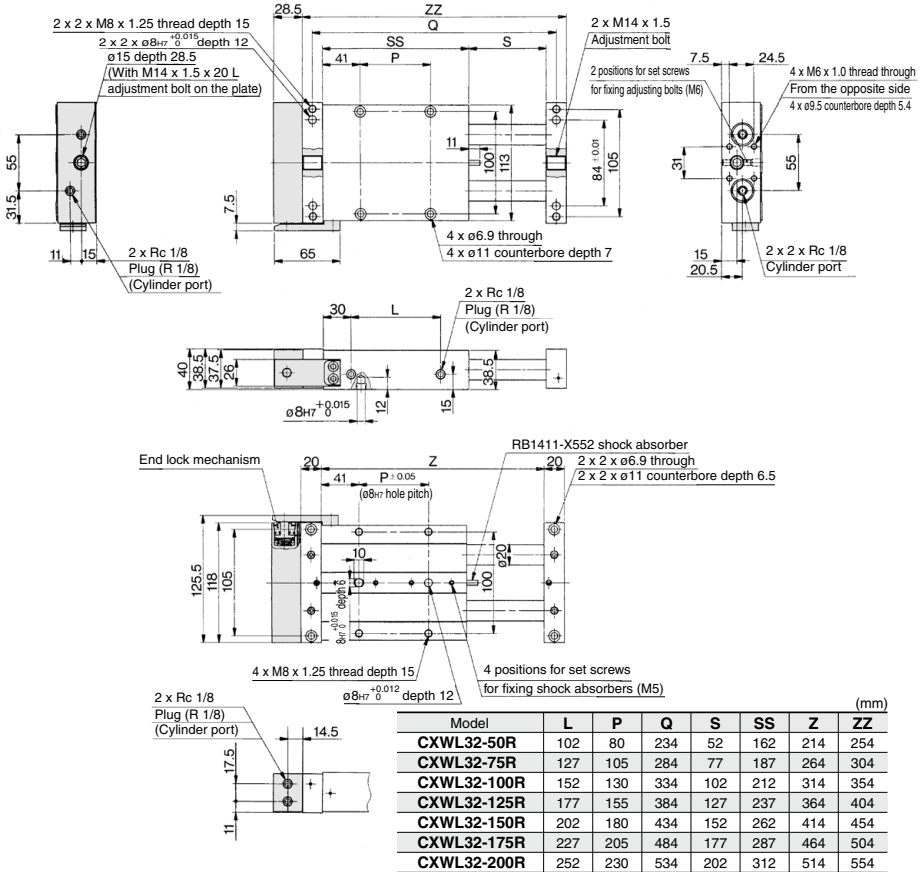 28.5
ZZ
Q
SS
S
41
P
2 x 2 x M8 x 1.25 thread depth 15
2 x 2 x ø8H7 +0.015 0 depth 12
ø15 depth 28.5
(With M14 x 1.5 x 20 L
adjustment bolt on the plate)
2 x M14 x 1.5
Adjustment bolt
2 positions for set screws
for fixing adjusting bolts (M6)
7.5
24.5
4 x M6 x 1.0 thread through
From the opposite side
4 x ø9.5 counterbore depth 5.4
55
31.5
11
15
2 x Rc 1/8
Plug (R 1/8)
(Cylinder port)
7.5
65
11
100
113
84 ± 0.01
105
4 x ø6.9 through
4 x ø11 counterbore depth 7
31
55
15
20.5
2 x 2 x Rc 1/8
Cylinder port
30
L
2 x Rc 1/8
Plug (R 1/8)
(Cylinder port)
40
38.5
37.5
26
ø8H7 +0.015 0
12
15
38.5
RB1411-X552 shock absorber
End lock mechanism
20
Z
20
2 x 2 x ø6.9 through
2 x 2 x ø11 counterbore depth 6.5
41
P ± 0.05
(ø8H7 hole pitch)
10
ø20
125.5
118
105
8H7 +0.015 0 depth 6
100
4 x M8 x 1.25 thread depth 15
ø8H7 +0.012 0 depth 12
4 positions for set screws
for fixing shock absorbers (M5)
2 x Rc 1/8
Plug (R 1/8)
(Cylinder port)
14.5
17.5
11
(mm)
Model L P Q S SS Z ZZ
CXWL32-50R 102 80 234 52 162 214 254
CXWL32-75R 127 105 284 77 187 264 304
CXWL32-100R 152 130 334 102 212 314 354
CXWL32-125R 177 155 384 127 237 364 404
CXWL32-150R 202 180 434 152 262 414 454
CXWL32-175R 227 205 484 177 287 464 504
CXWL32-200R 252 230 534 202 312 514 554